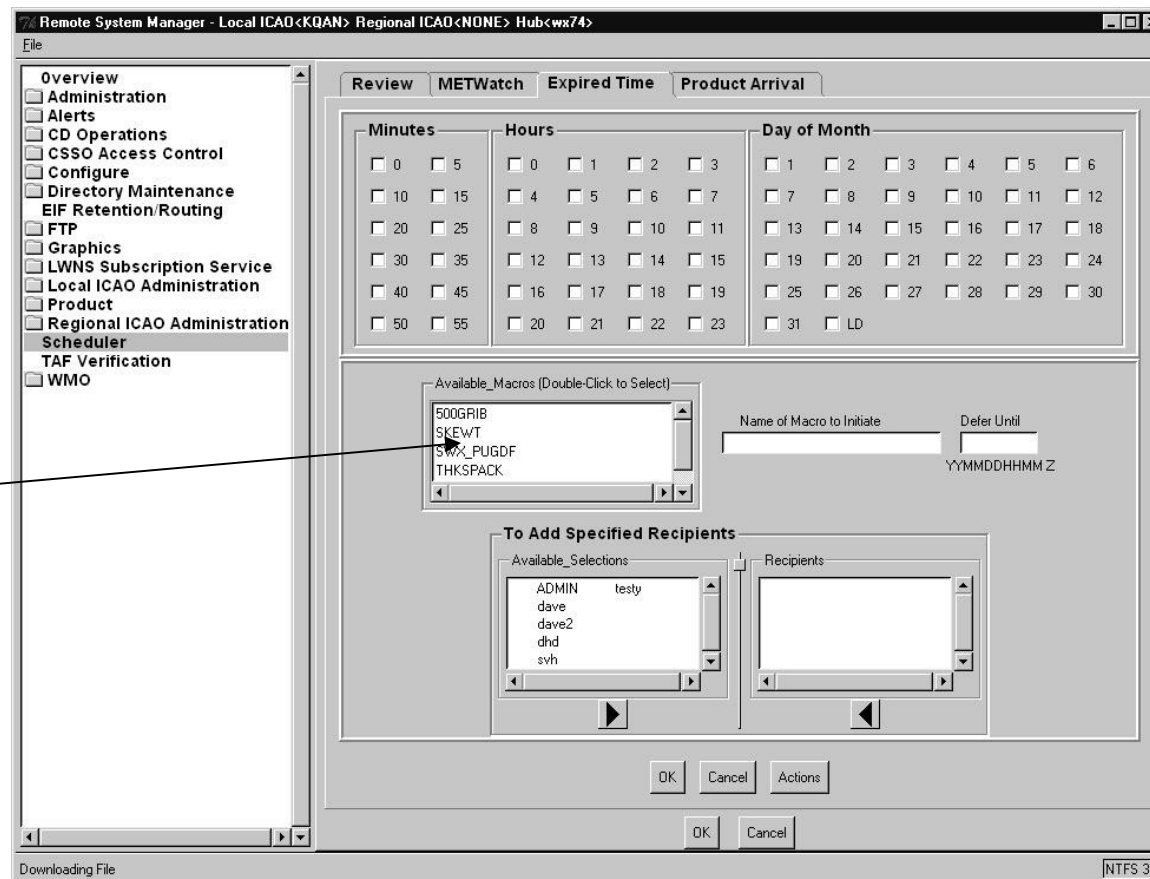 Remote System Manager - Local ICAO<KQAN> Regional ICAO<NONE> Hub<wx74>
File
Overview
Administration
Alerts
CD Operations
CSSO Access Control
Configure
Directory Maintenance
EIF Retention/Routing
FTP
Graphics
LWNS Subscription Service
Local ICAO Administration
Product
Regional ICAO Administration
Scheduler
TAF Verification
WMO
Review METWatch Expired Time Product Arrival
Minutes Hours Day of Month
0 5 0 1 2 3 1 2 3 4 5 6
10 15 4 5 6 7 7 8 9 10 11 12
20 25 8 9 10 11 13 14 15 16 17 18
30 35 12 13 14 15 19 20 21 22 23 24
40 45 16 17 18 19 25 26 27 28 29 30
50 55 20 21 22 23 31 LD
Available_Macros (Double-Click to Select)
500GRIB
SKEWT
SWX_PUGDF
THKSPACK
Name of Macro to Initiate Defer Until
YYMMDDHHMM Z
To Add Specified Recipients
Available_Selections Recipients
ADMIN testy
dave
dave2
dhd
svh
OK Cancel Actions
OK Cancel
Downloading File NTFS 3